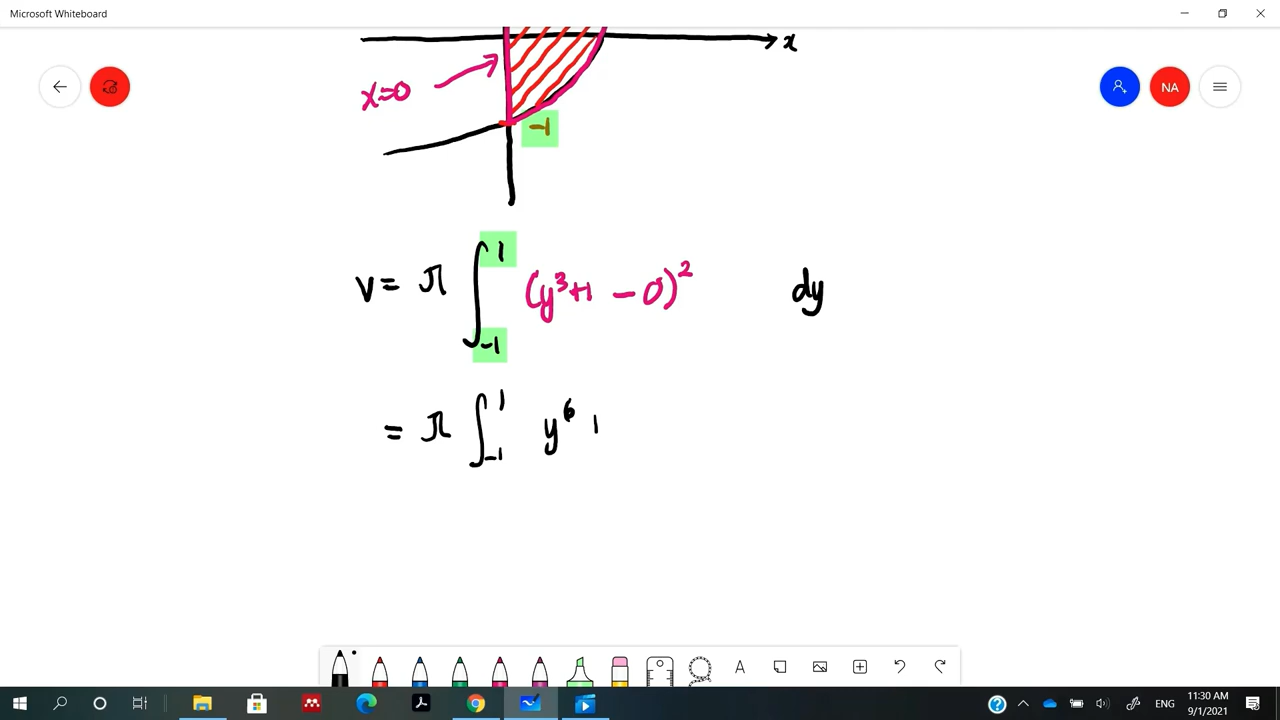 Microsoft Whiteboard
x
x=0
NA
-1
V = π ∫₋₁¹ (y³+1 - 0)² dy
= π ∫₋₁¹ y⁶ ı
A
11:30 AM
9/1/2021